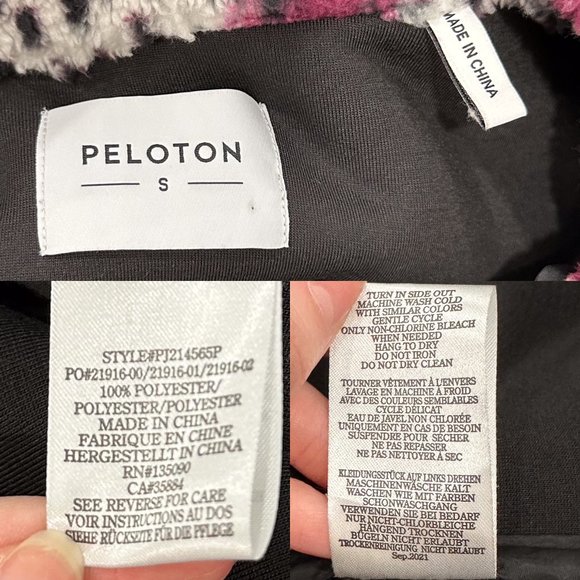 PELOTON
S
MADE IN CHINA
STYLE#PJ214565P
PO#21916-00/21916-01/21916-02
100% POLYESTER/
POLYESTER/POLYESTER
MADE IN CHINA
FABRIQUE EN CHINE
HERGESTELLT IN CHINA
RN#135090
CA#35884
SEE REVERSE FOR CARE
VOIR INSTRUCTIONS AU DOS
SIEHE RÜCKSEITE FÜR DIE PFLEGE
TURN IN SIDE OUT
MACHINE WASH COLD
WITH SIMILAR COLORS
GENTLE CYCLE
ONLY NON-CHLORINE BLEACH
WHEN NEEDED
HANG TO DRY
DO NOT IRON
DO NOT DRY CLEAN
TOURNER VÊTEMENT À L'ENVERS
LAVAGE EN MACHINE À FROID
AVEC DES COULEURS SEMBLABLES
CYCLE DÉLICAT
EAU DE JAVEL NON CHLORÉE
UNIQUEMENT EN CAS DE BESOIN
SUSPENDRE POUR SÉCHER
NE PAS REPASSER
NE PAS NETTOYER À SEC
KLEIDUNGSSTÜCK AUF LINKS DREHEN
MASCHINENWÄSCHE KALT
WASCHEN WIE MIT FARBEN
SCHONWASCHGANG
VERWENDEN SIE BEI BEDARF
NUR NICHT-CHLORBLEICHE
HÄNGEND TROCKNEN
BÜGELN NICHT ERLAUBT
TROCKENREINIGUNG NICHT ERLAUBT
Sep.2021